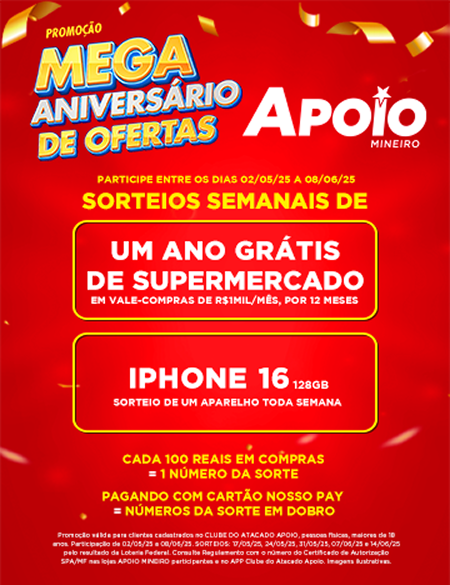 PROMOÇÃO
MEGA
ANIVERSÁRIO
DE OFERTAS
APOIO
MINEIRO
PARTICIPE ENTRE OS DIAS 02/05/25 A 08/06/25
SORTEIOS SEMANAIS DE
UM ANO GRÁTIS
DE SUPERMERCADO
EM VALE-COMPRAS DE R$1MIL/MÊS, POR 12 MESES
IPHONE 16 128GB
SORTEIO DE UM APARELHO TODA SEMANA
CADA 100 REAIS EM COMPRAS
= 1 NÚMERO DA SORTE
PAGANDO COM CARTÃO NOSSO PAY
= NÚMEROS DA SORTE EM DOBRO
Promoção válida para clientes cadastrados no CLUBE DO ATACADO APOIO, pessoas físicas, maiores de 18
anos. Participação de 02/05/25 a 08/06/25. SORTEIOS: 17/05/25, 24/05/25, 31/05/25, 07/06/25 e 14/06/25
pelo resultado da Loteria Federal. Consulte Regulamento com o número do Certificado de Autorização
SPA/MF nas lojas APOIO MINEIRO participantes e no APP Clube do Atacado Apoio. Imagens ilustrativas.